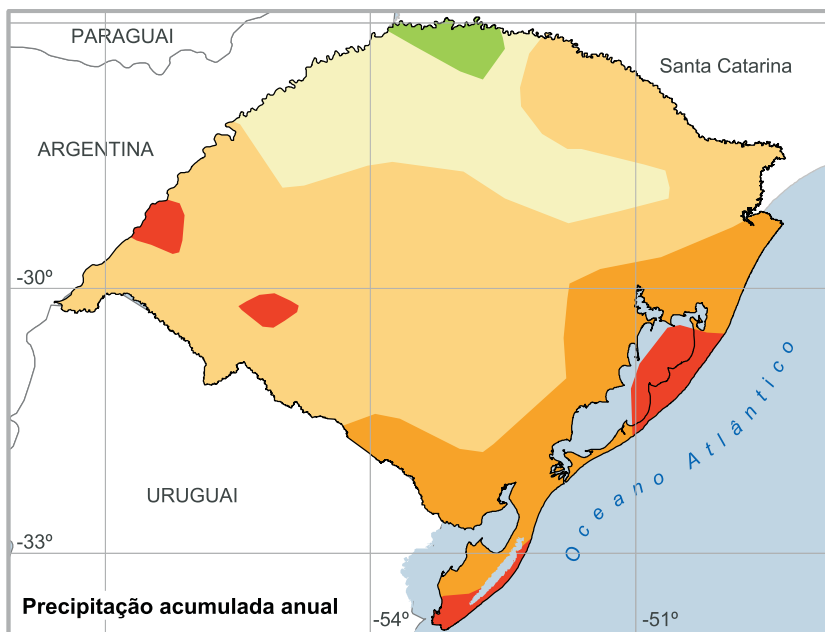 PARAGUAI
Santa Catarina
ARGENTINA
-30º
Oceano Atlântico
URUGUAI
-33º
Precipitação acumulada anual
-54º
-51º